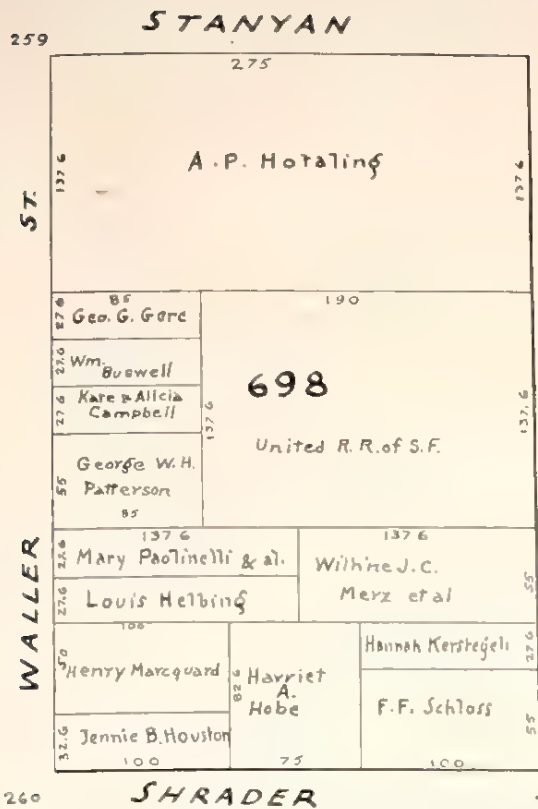 STANYAN
259
275
A.P. Hotaling
137 6
137 6
ST.
85
190
27 6
Geo. G. Gore
27.6
Wm.
Buswell
698
27 6
Kate & Alicia
Campbell
137 6
137.6
United R.R. of S.F.
55
George W. H.
Patterson
85
137 6
137 6
27.6
Mary Paolinelli & al.
Wilh'ne J. C.
Merz et al
55
27.6
Louis Helbing
WALLER
100
50
Henry Marcquard
82 6
Harriet
A.
Hobe
Hannah Kerstegeli
27 6
F.F. Schloss
55
32.6
Jennie B. Houston
100
75
100
260
SHRADER